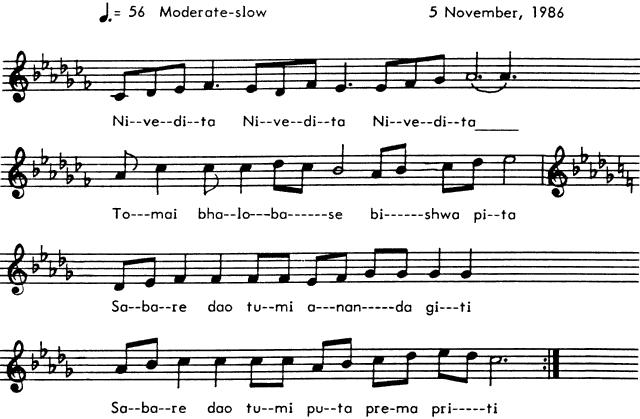 ♩. = 56 Moderate-slow 5 November, 1986
Ni--ve--di--ta Ni--ve--di--ta Ni--ve--di--ta_____
To---mai bha--lo---ba------se bi------shwa pi--ta
Sa--ba--re dao tu--mi a---nan-----da gi---ti
Sa--ba--re dao tu--mi pu--ta pre-ma pri-----ti